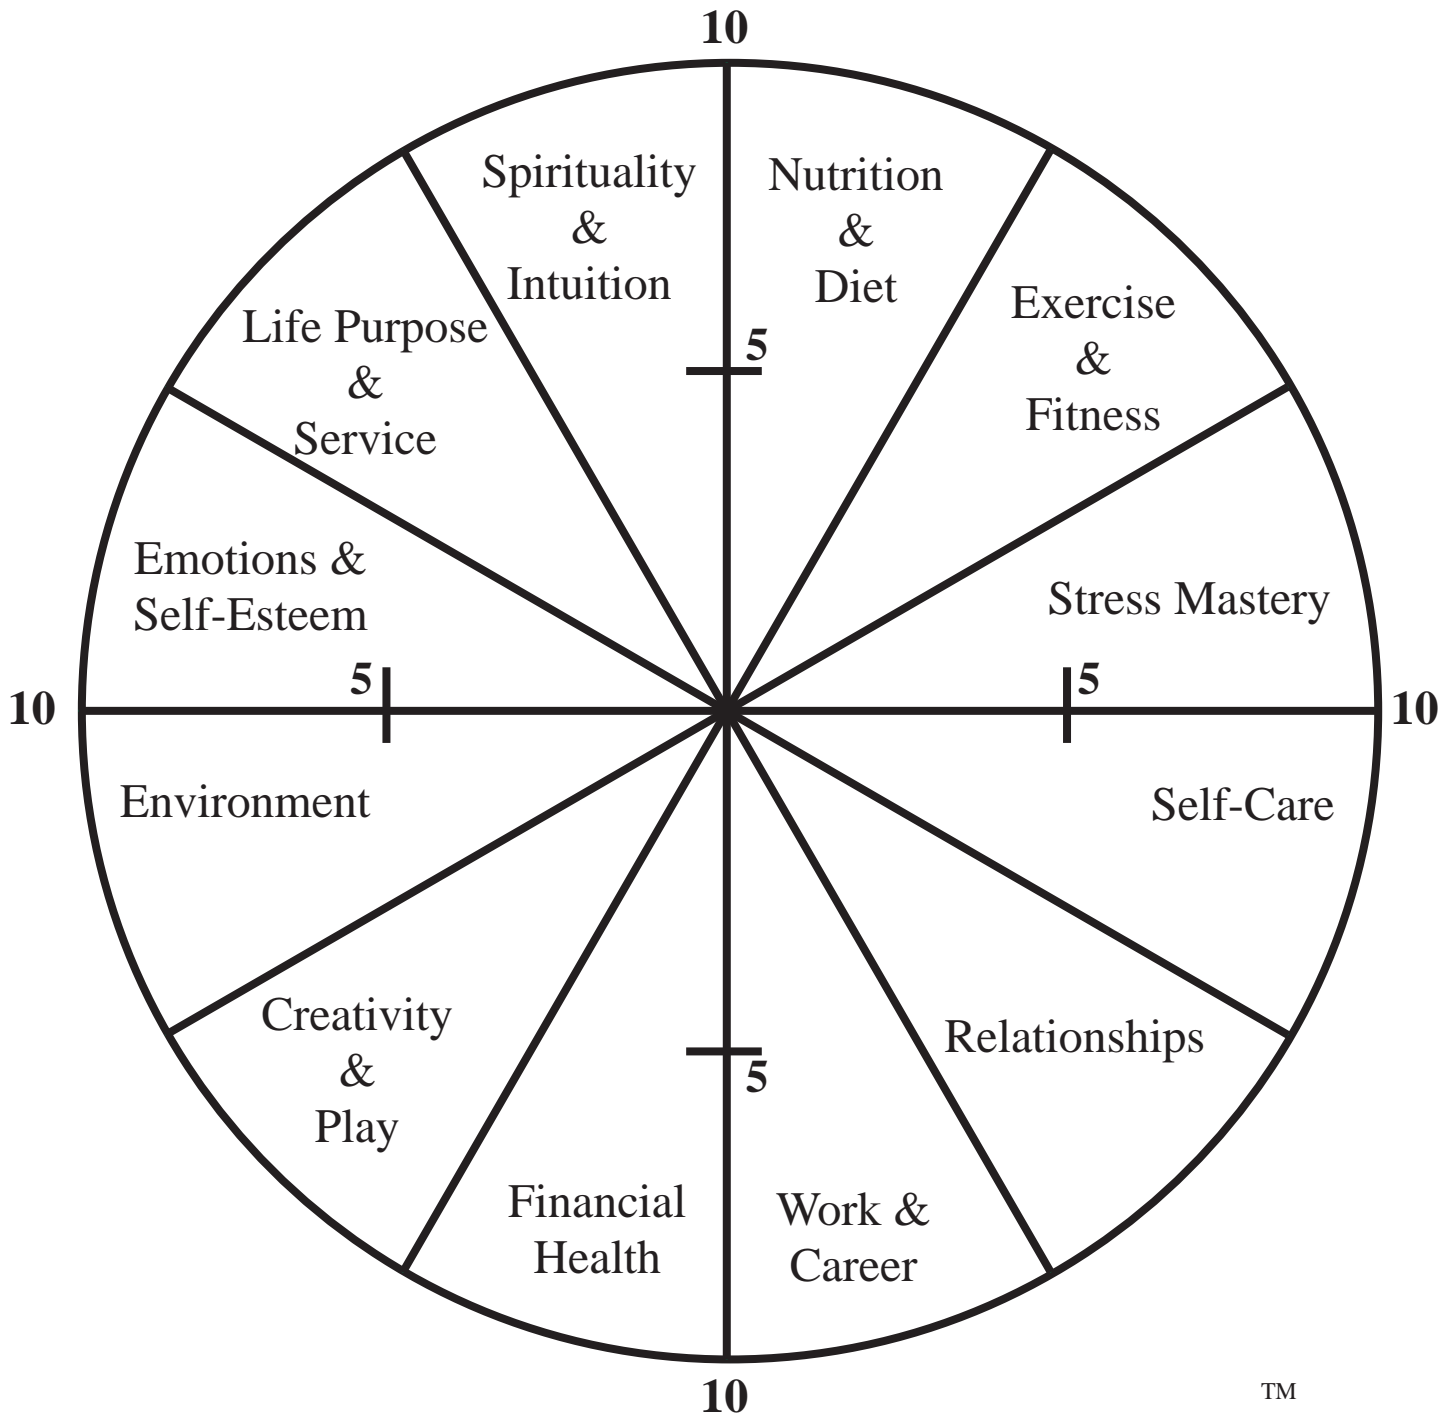 10
Spirituality
&
Intuition
Nutrition
&
Diet
Exercise
&
Fitness
Life Purpose
&
Service
5
Emotions &
Self-Esteem
Stress Mastery
10
5
5
10
Environment
Self-Care
Creativity
&
Play
Relationships
5
Financial
Health
Work &
Career
10
TM